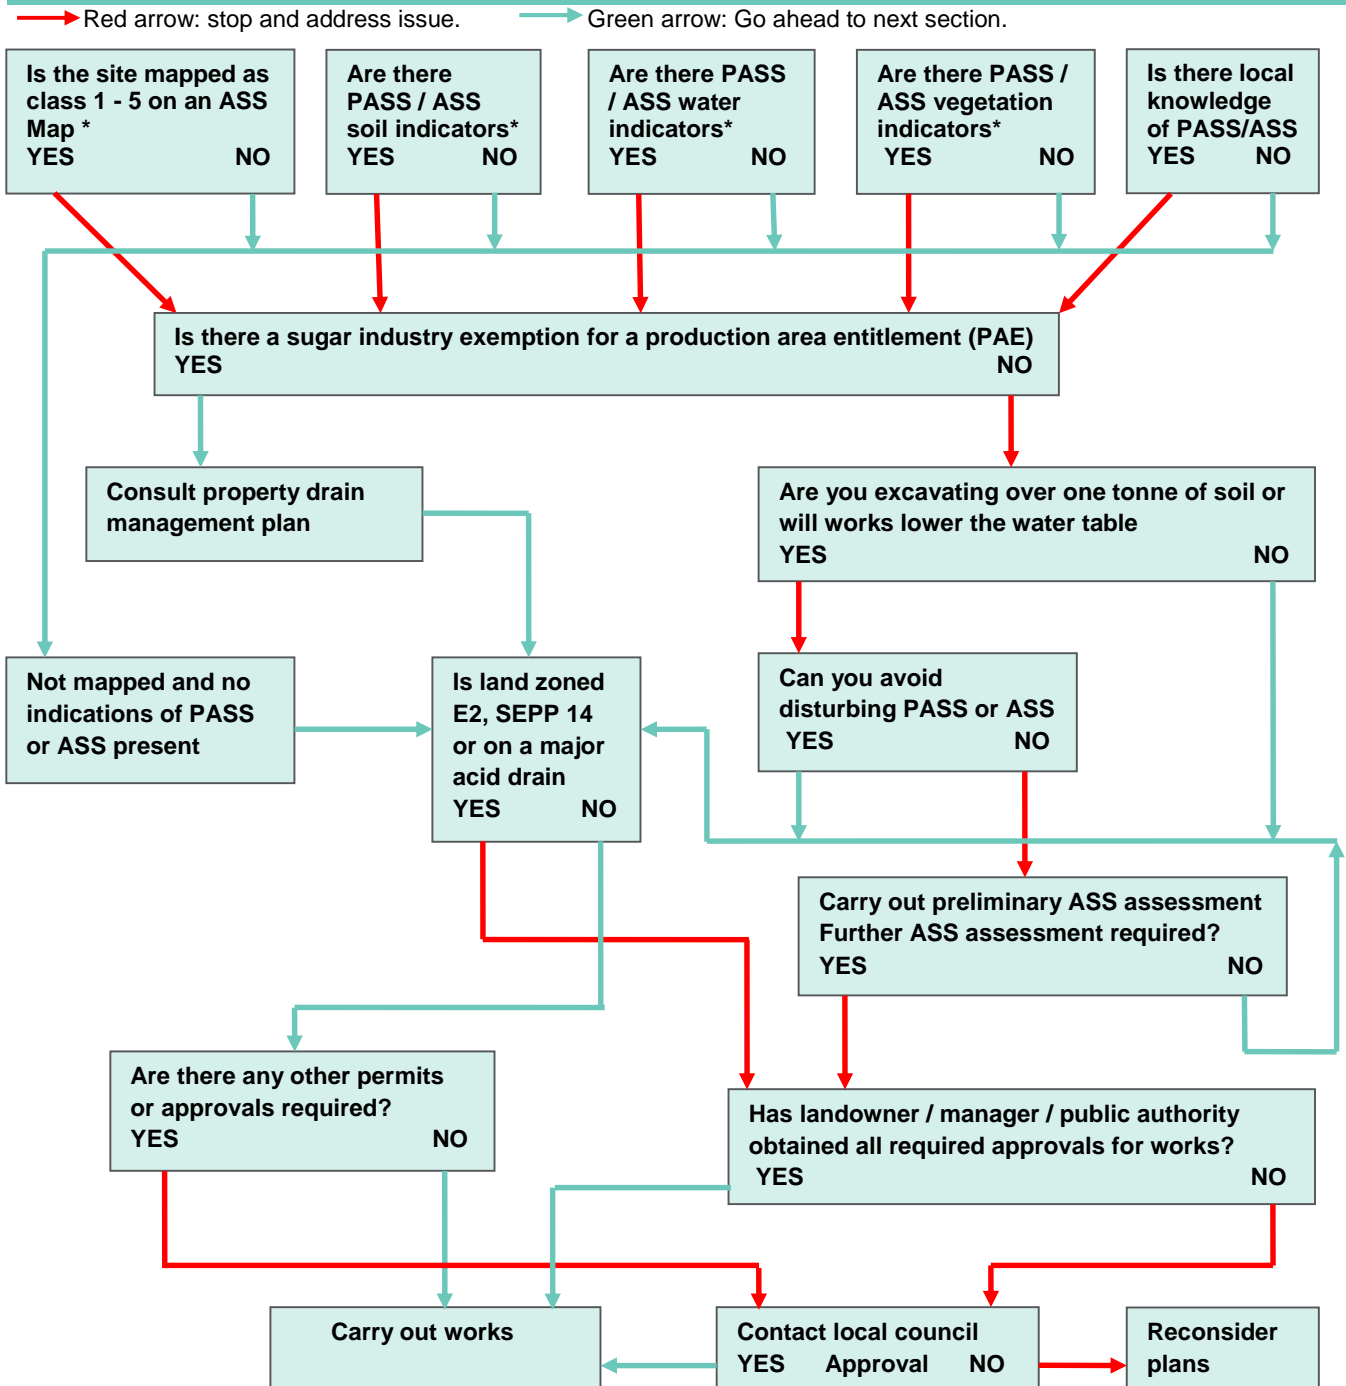 Red arrow: stop and address issue.
Green arrow: Go ahead to next section.
Is the site mapped as
class 1 - 5 on an ASS
Map *
YES NO
Are there
PASS / ASS
soil indicators*
YES NO
Are there PASS
/ ASS water
indicators*
YES NO
Are there PASS /
ASS vegetation
indicators*
YES NO
Is there local
knowledge
of PASS/ASS
YES NO
Is there a sugar industry exemption for a production area entitlement (PAE)
YES NO
Consult property drain
management plan
Are you excavating over one tonne of soil or
will works lower the water table
YES NO
Not mapped and no
indications of PASS
or ASS present
Is land zoned
E2, SEPP 14
or on a major
acid drain
YES NO
Can you avoid
disturbing PASS or ASS
YES NO
Carry out preliminary ASS assessment
Further ASS assessment required?
YES NO
Are there any other permits
or approvals required?
YES NO
Has landowner / manager / public authority
obtained all required approvals for works?
YES NO
Carry out works
Contact local council
YES Approval NO
Reconsider
plans